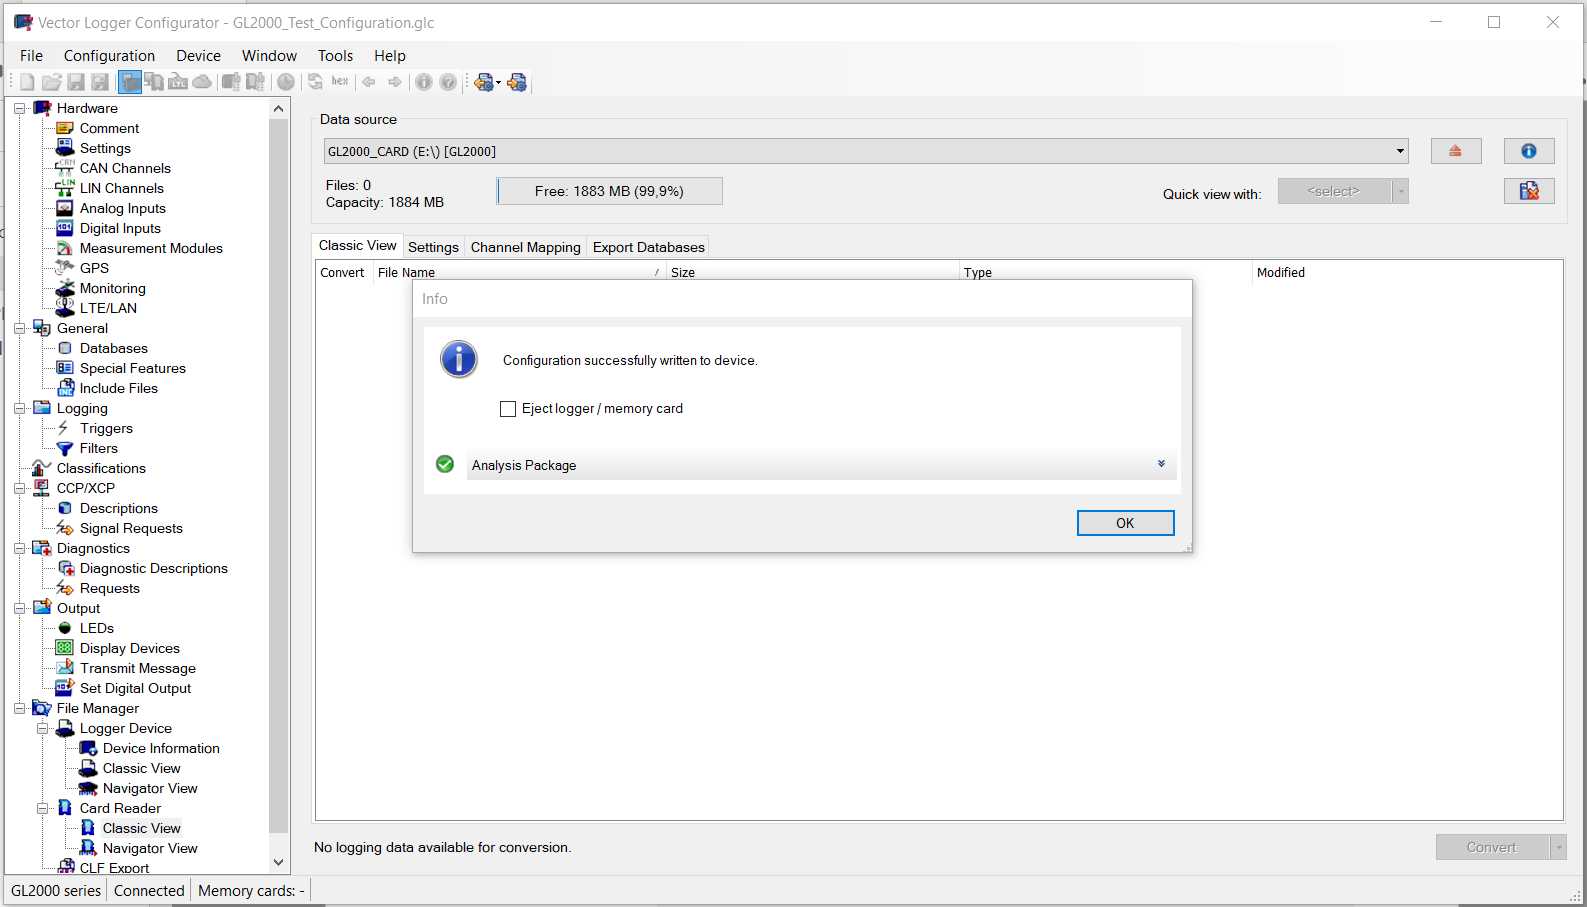 Vector Logger Configurator - GL2000_Test_Configuration.glc
File Configuration Device Window Tools Help
LTL hex
Hardware
Comment
Settings
CAN Channels
LIN Channels
Analog Inputs
Digital Inputs
Measurement Modules
GPS
Monitoring
LTE/LAN
General
Databases
Special Features
Include Files
Logging
Triggers
Filters
Classifications
CCP/XCP
Descriptions
Signal Requests
Diagnostics
Diagnostic Descriptions
Requests
Output
LEDs
Display Devices
Transmit Message
Set Digital Output
File Manager
Logger Device
Device Information
Classic View
Navigator View
Card Reader
Classic View
Navigator View
CLF Export
Data source
GL2000_CARD (E:\) [GL2000]
Files: 0
Capacity: 1884 MB
Free: 1883 MB (99,9%)
Quick view with: <select>
Classic View Settings Channel Mapping Export Databases
Convert File Name / Size Type Modified
Info
Configuration successfully written to device.
Eject logger / memory card
Analysis Package
OK
No logging data available for conversion.
Convert
GL2000 series Connected Memory cards: -